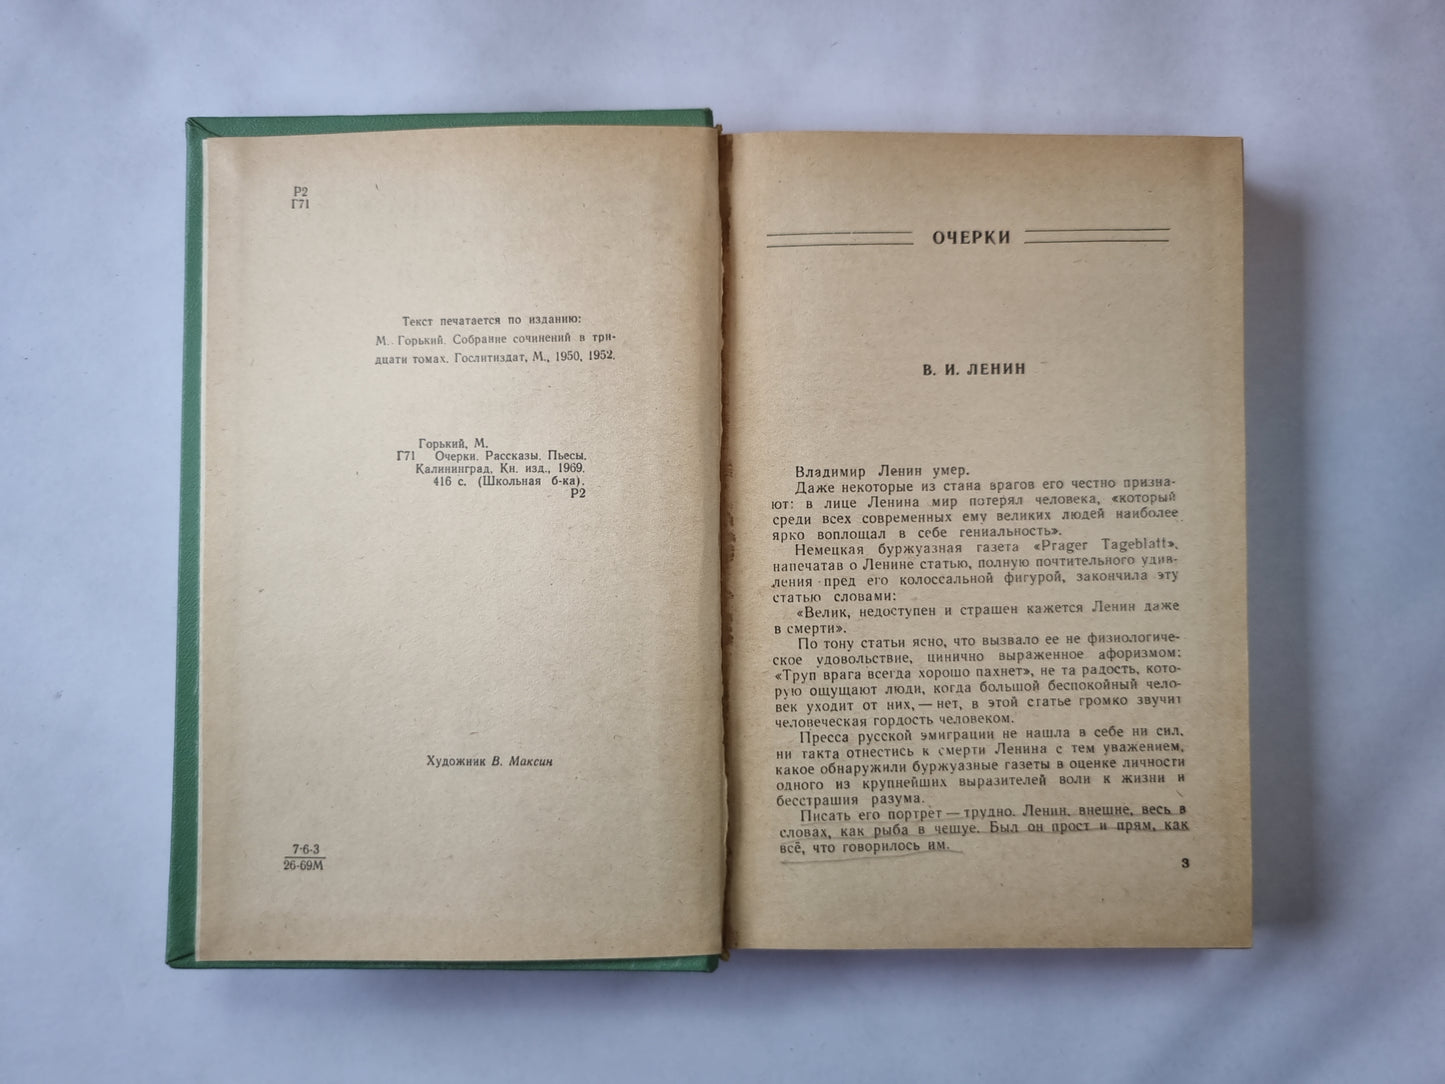 Р2
Г71
Текст печатается по изданию:
М. Горький. Собрание сочинений в три-
дцати томах. Гослитиздат, М., 1950, 1952.
Горький, М.
Г71 Очерки. Рассказы. Пьесы.
Калининград, Кн. изд., 1969.
416 с. (Школьная б-ка).
Р2
Художник В. Максин
7-6-3
26-69М
ОЧЕРКИ
В. И. ЛЕНИН
Владимир Ленин умер.
Даже некоторые из стана врагов его честно призна-
ют: в лице Ленина мир потерял человека, «который
среди всех современных ему великих людей наиболее
ярко воплощал в себе гениальность».
Немецкая буржуазная газета «Prager Tageblatt»,
напечатав о Ленине статью, полную почтительного удив-
ления пред его колоссальной фигурой, закончила эту
статью словами:
«Велик, недоступен и страшен кажется Ленин даже
в смерти».
По тону статьи ясно, что вызвало ее не физиологиче-
ское удовольствие, цинично выраженное афоризмом:
«Труп врага всегда хорошо пахнет», не та радость, кото-
рую ощущают люди, когда большой беспокойный чело-
век уходит от них, — нет, в этой статье громко звучит
человеческая гордость человеком.
Пресса русской эмиграции не нашла в себе ни сил,
ни такта отнестись к смерти Ленина с тем уважением,
какое обнаружили буржуазные газеты в оценке личности
одного из крупнейших выразителей воли к жизни и
бесстрашия разума.
Писать его портрет — трудно. Ленин, внешне, весь в
словах, как рыба в чешуе. Был он прост и прям, как
всё, что говорилось им.
3